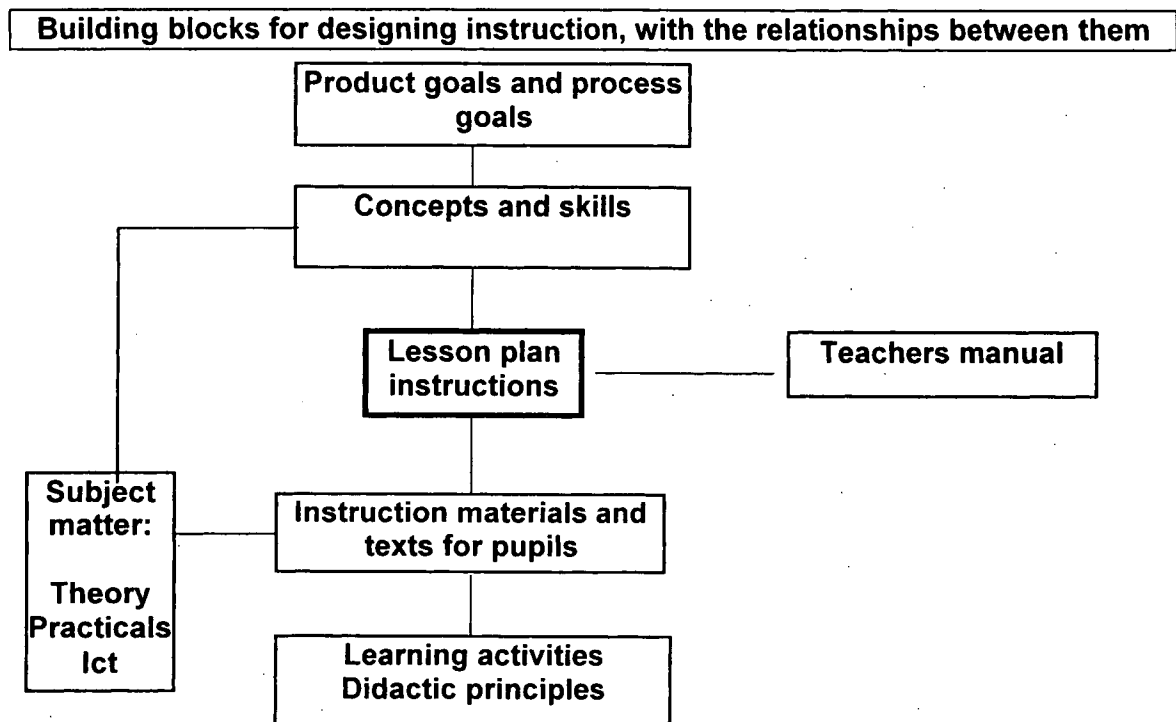 Building blocks for designing instruction, with the relationships between them
Product goals and process
goals
Concepts and skills
Lesson plan
instructions
Teachers manual
Subject
matter:
Theory
Practicals
Ict
Instruction materials and
texts for pupils
Learning activities
Didactic principles